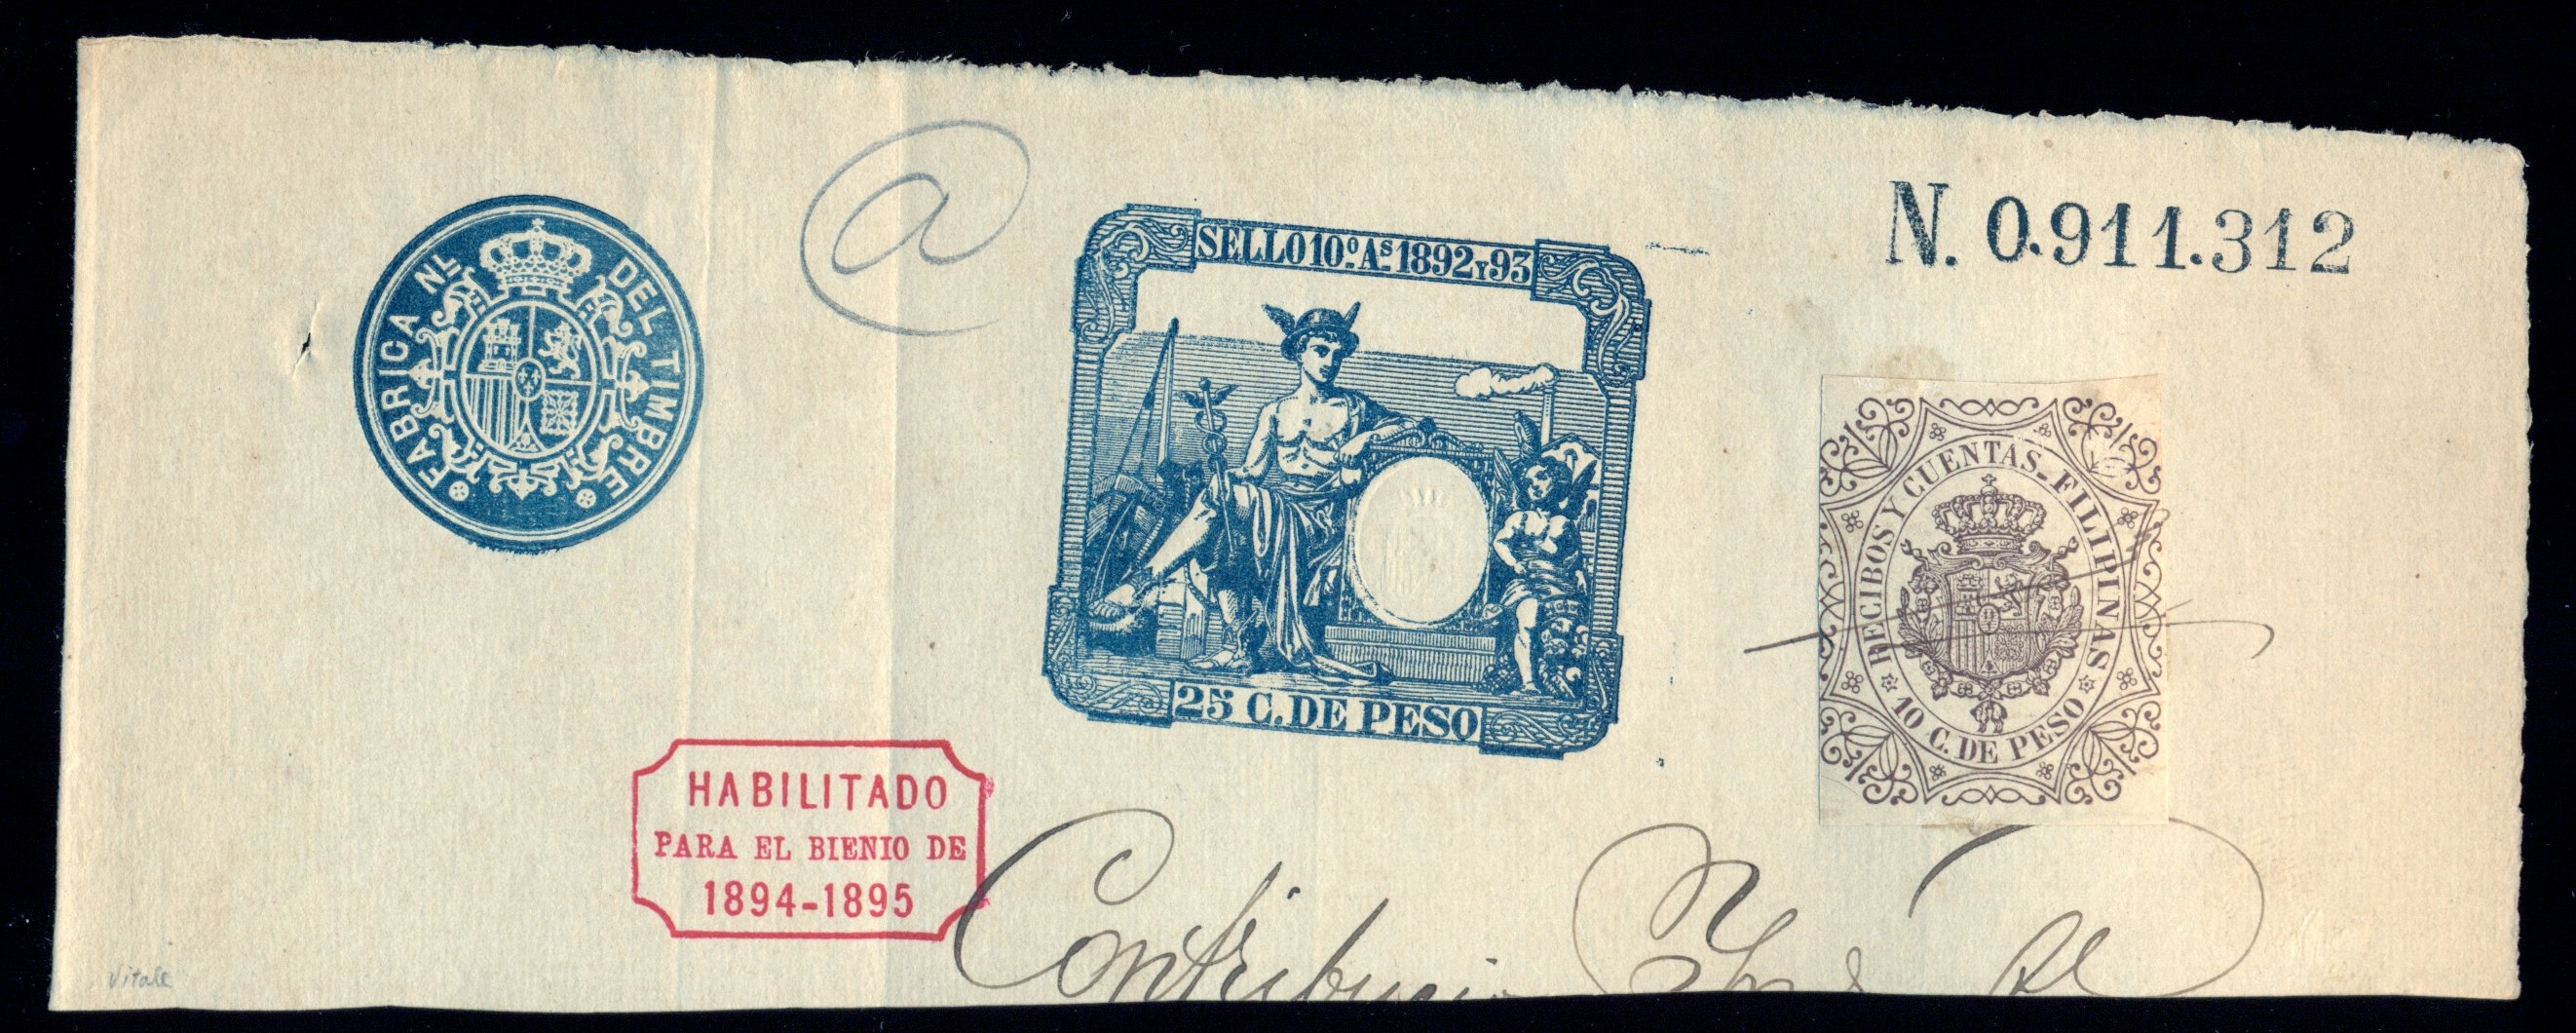 N. 0.911.312
FABRICA NL DEL TIMBRE
@
SELLO 10º AS 1892 Y 93
25 C. DE PESO
RECIBOS Y CUENTAS-FILIPINAS
10 C. DE PESO
HABILITADO
PARA EL BIENIO DE
1894-1895
Vitale